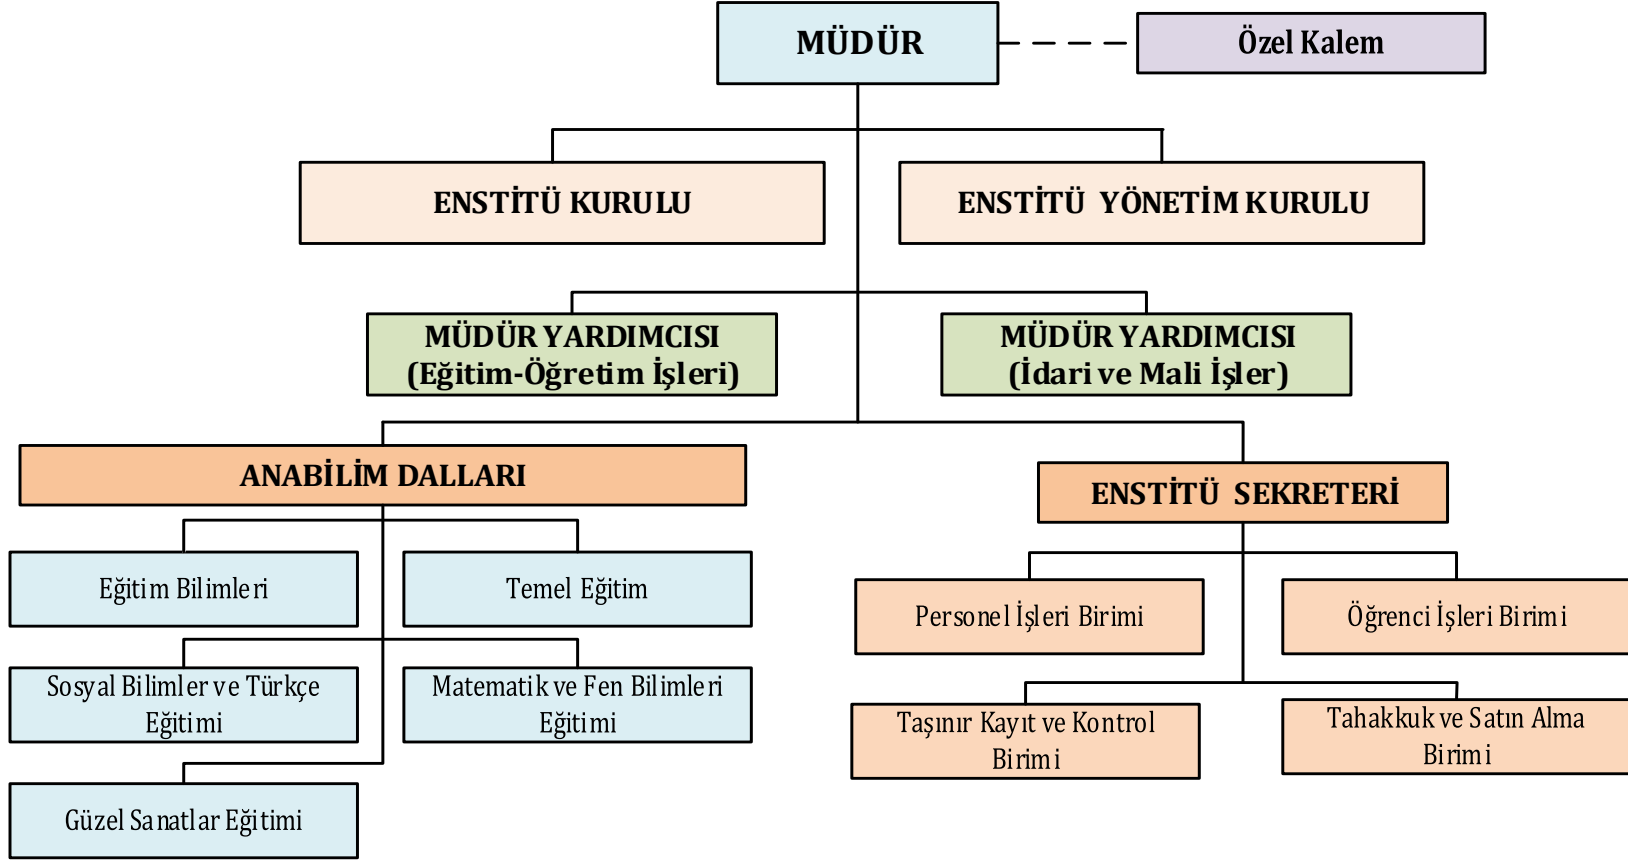 MÜDÜR
Özel Kalem
ENSTİTÜ KURULU
ENSTİTÜ YÖNETİM KURULU
MÜDÜR YARDIMCISI
(Eğitim-Öğretim İşleri)
MÜDÜR YARDIMCISI
(İdari ve Mali İşler)
ANABİLİM DALLARI
ENSTİTÜ SEKRETERİ
Eğitim Bilimleri
Temel Eğitim
Personel İşleri Birimi
Öğrenci İşleri Birimi
Sosyal Bilimler ve Türkçe
Eğitimi
Matematik ve Fen Bilimleri
Eğitimi
Taşınır Kayıt ve Kontrol
Birimi
Tahakkuk ve Satın Alma
Birimi
Güzel Sanatlar Eğitimi